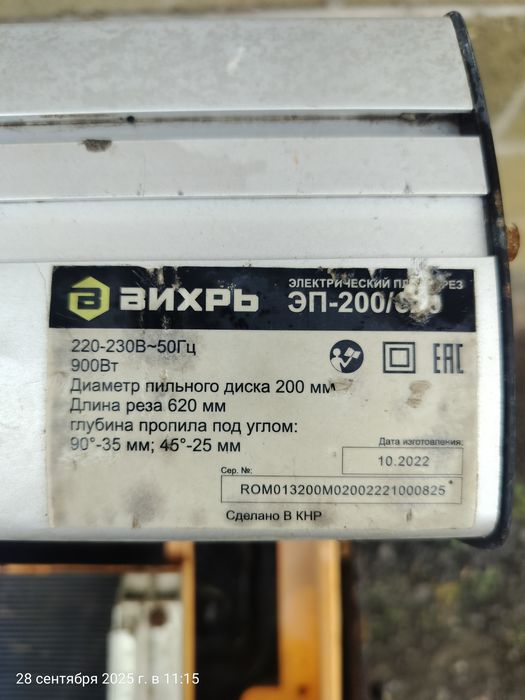 ВИХРЬ
ЭЛЕКТРИЧЕСКИЙ
220-230В~50Гц
900Вт
Диаметр пильного диска 200 мм
Длина реза 620 мм
глубина пропила под углом:
90°-35 мм; 45°-25 мм
EAC
Дата изготовления:
10.2022
Сер. №:
ROM013200M02002221000825*
Сделано В КНР
28 сентября 2025 г. в 11:15